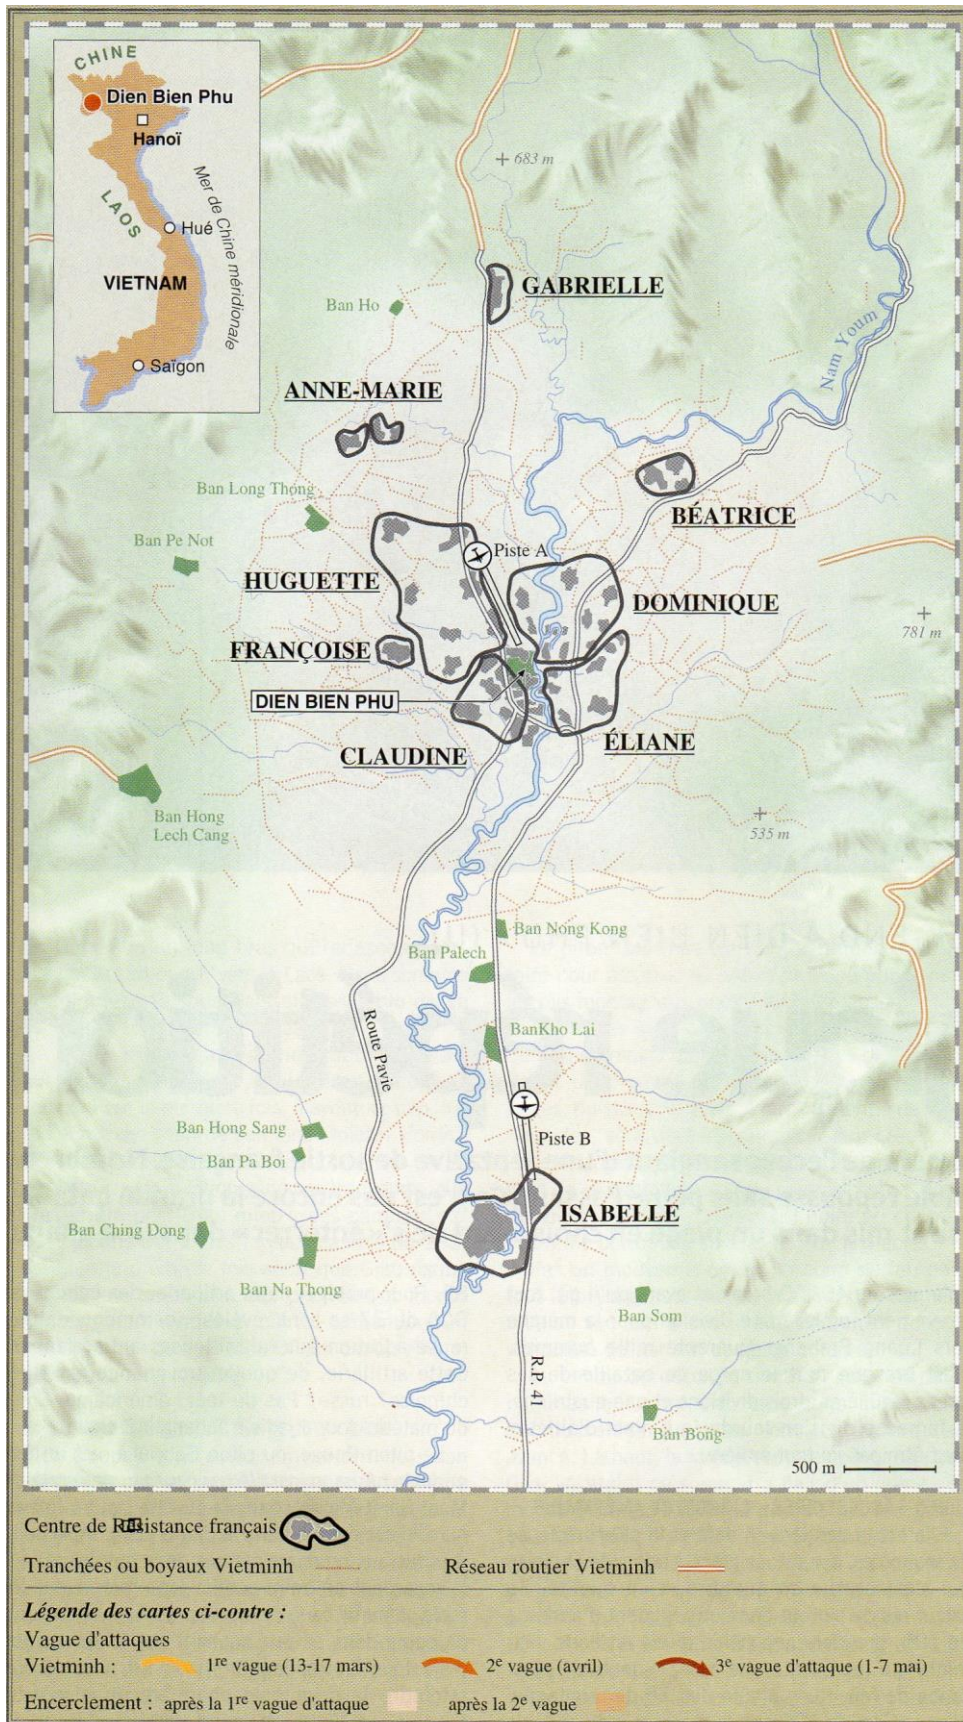 CHINE
Dien Bien Phu
Hanoï
LAOS
Mer de Chine méridionale
Hué
VIETNAM
Saïgon
683 m
GABRIELLE
Ban Ho
Nam Youm
ANNE-MARIE
Ban Long Thong
BÉATRICE
Ban Pe Not
Piste A
HUGUETTE
DOMINIQUE
781 m
FRANÇOISE
DIEN BIEN PHU
CLAUDINE
ÉLIANE
Ban Hong
Lech Cang
535 m
Ban Nong Kong
Ban Palech
Route Pavie
BanKho Lai
Ban Hong Sang
Piste B
Ban Pa Boi
ISABELLE
Ban Ching Dong
Ban Na Thong
Ban Som
R.P. 41
Ban Bong
500 m
Centre de Résistance français
Tranchées ou boyaux Vietminh
Réseau routier Vietminh
Légende des cartes ci-contre :
Vague d'attaques
Vietminh : 1re vague (13-17 mars) 2e vague (avril) 3e vague d'attaque (1-7 mai)
Encerclement : après la 1re vague d'attaque après la 2e vague